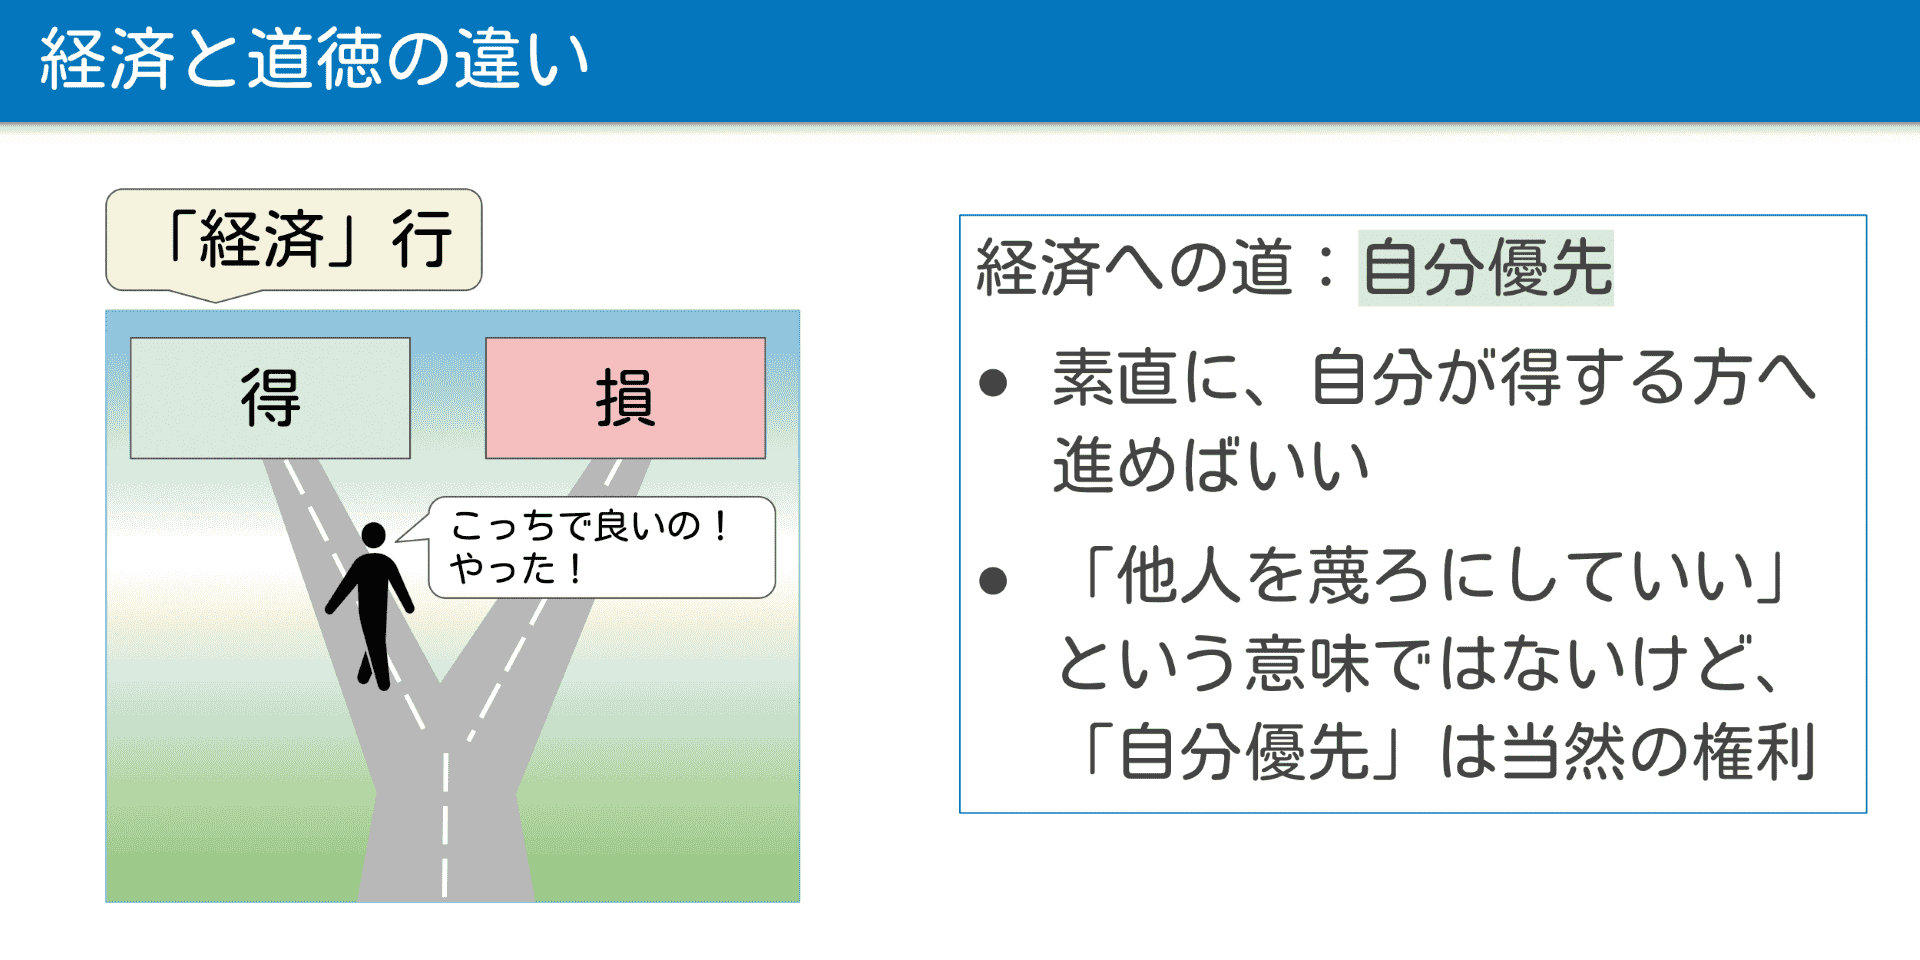 経済と道徳の違い
「経済」行
得
損
こっちで良いの！
やった！
経済への道：自分優先
● 素直に、自分が得する方へ
進めばいい
● 「他人を蔑ろにしていい」
という意味ではないけど、
「自分優先」は当然の権利